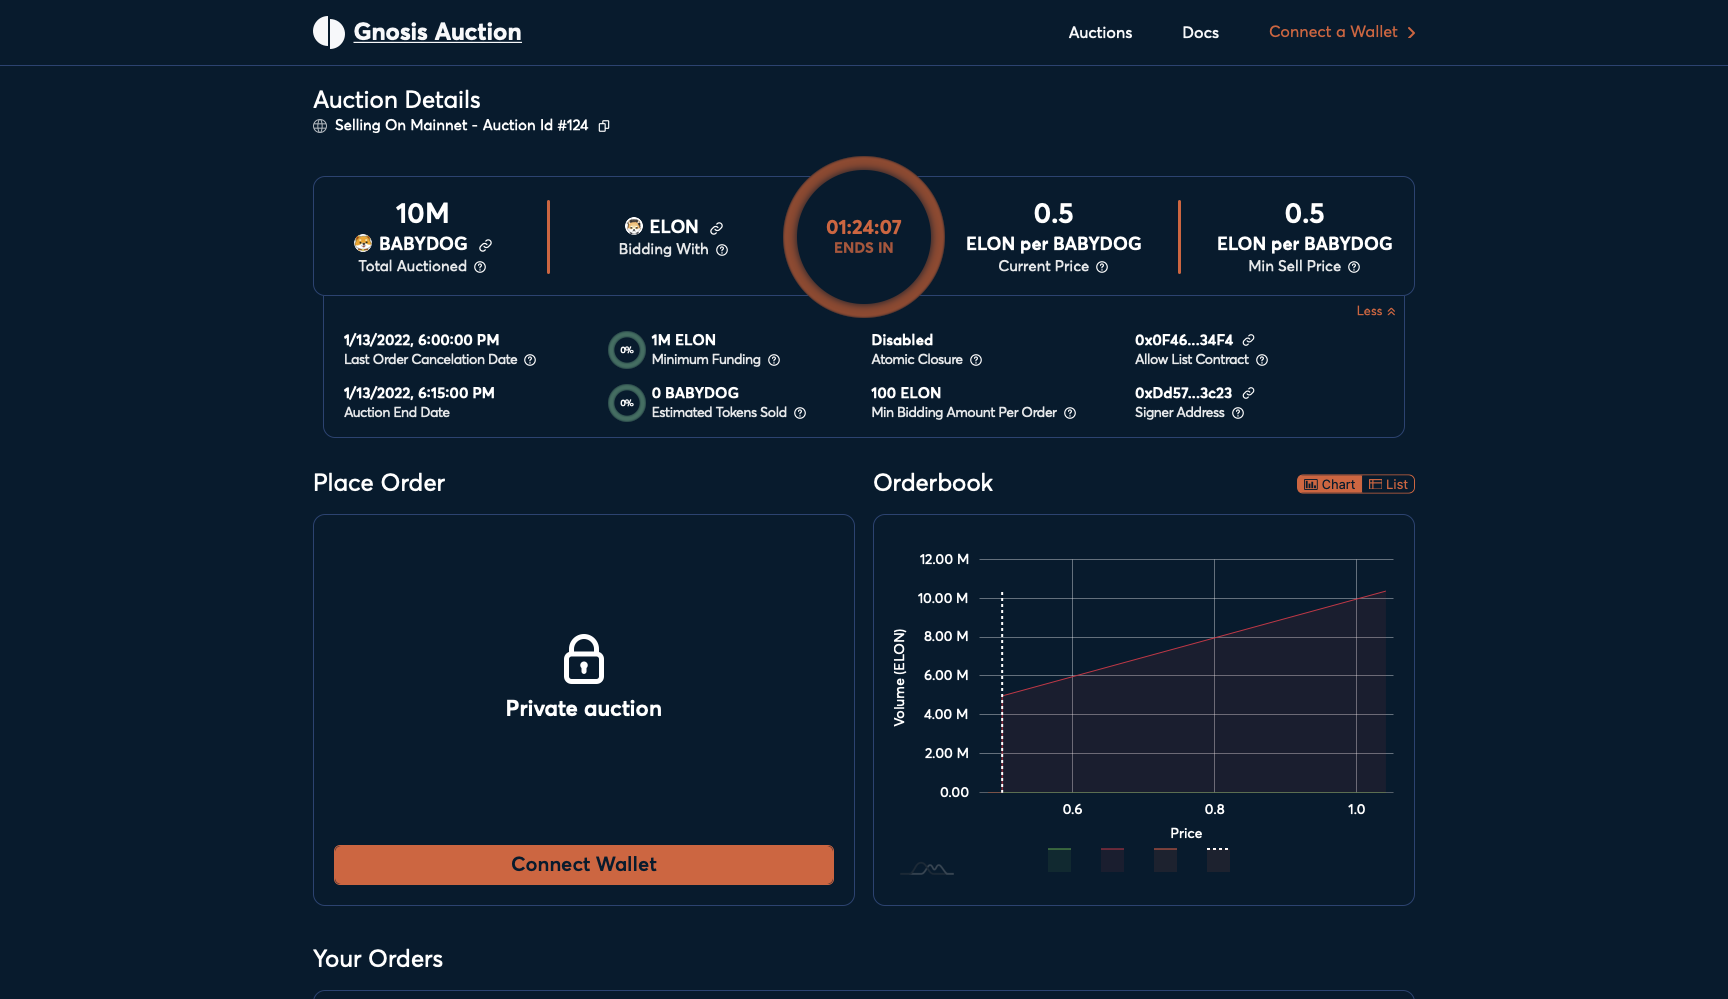 Gnosis Auction
Auctions
Docs
Connect a Wallet
Auction Details
Selling On Mainnet - Auction Id #124
10M
BABYDOG
Total Auctioned
ELON
Bidding With
01:24:07
ENDS IN
0.5
ELON per BABYDOG
Current Price
0.5
ELON per BABYDOG
Min Sell Price
Less
1/13/2022, 6:00:00 PM
Last Order Cancelation Date
0%
1M ELON
Minimum Funding
Disabled
Atomic Closure
0x0F46...34F4
Allow List Contract
1/13/2022, 6:15:00 PM
Auction End Date
0%
0 BABYDOG
Estimated Tokens Sold
100 ELON
Min Bidding Amount Per Order
0xDd57...3c23
Signer Address
Place Order
Private auction
Connect Wallet
Orderbook
Chart
List
12.00 M
10.00 M
8.00 M
6.00 M
4.00 M
2.00 M
0.00
Volume (ELON)
0.6
0.8
1.0
Price
Your Orders